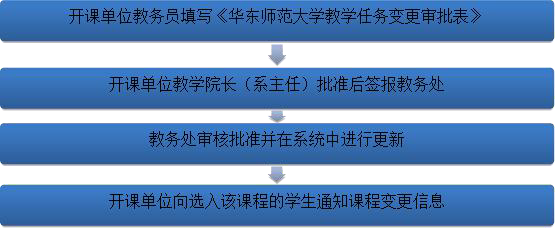 开课单位教务员填写《华东师范大学教学任务变更审批表》
开课单位教学院长（系主任）批准后签报教务处
教务处审核批准并在系统中进行更新
开课单位向选入该课程的学生通知课程变更信息